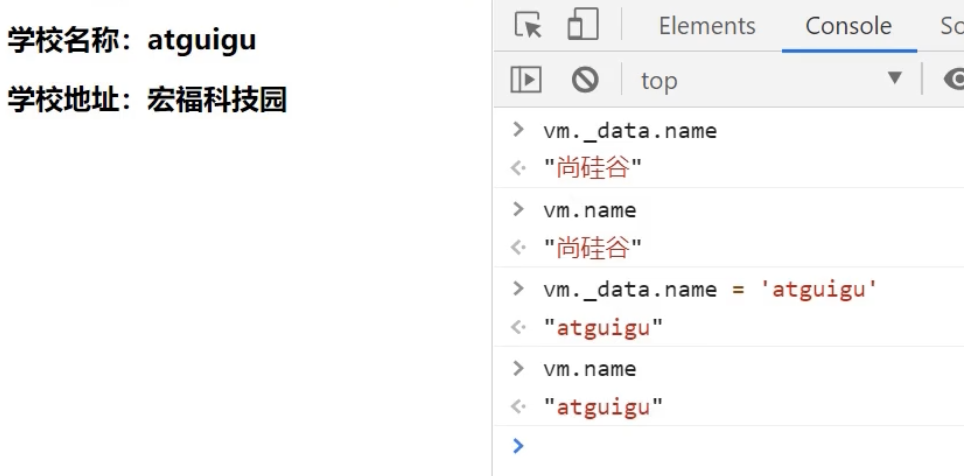 学校名称：atguigu
学校地址：宏福科技园
Elements Console So
top
vm._data.name
"尚硅谷"
vm.name
"尚硅谷"
vm._data.name = 'atguigu'
"atguigu"
vm.name
"atguigu"